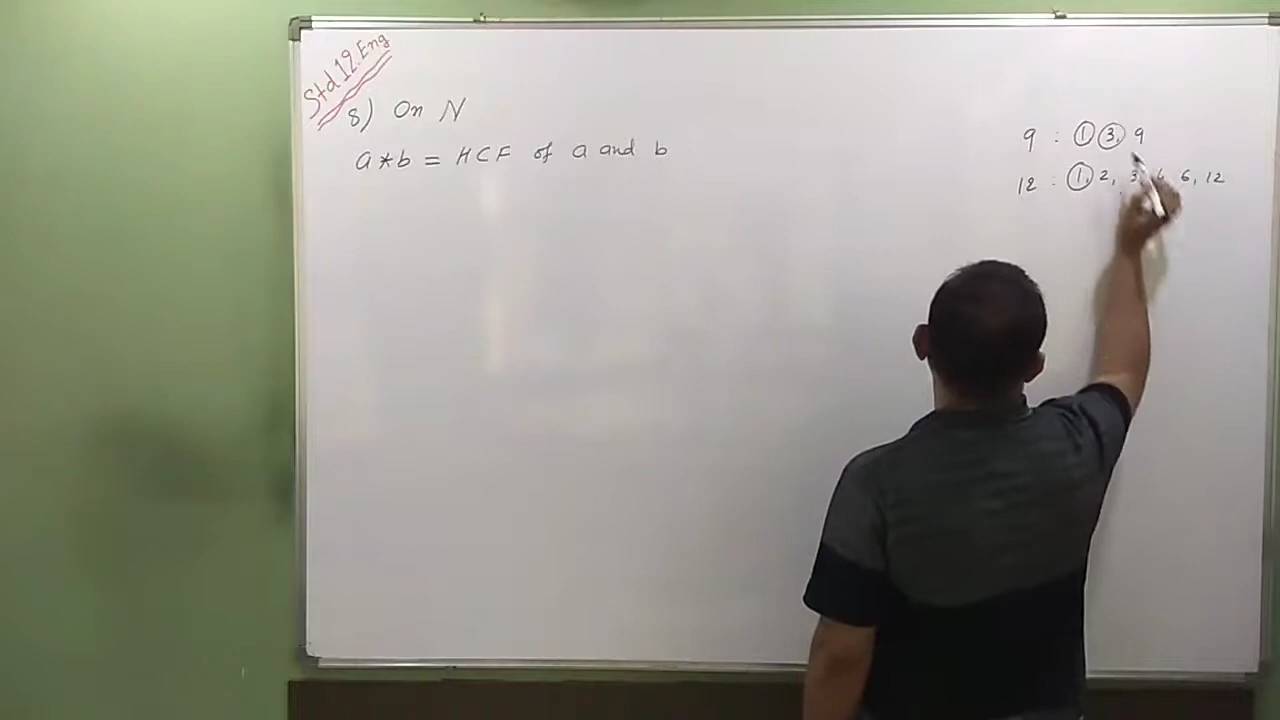 Std 12. Eng
8) On N
a * b = HCF of a and b
9 : 1 3, 9
12 : 1, 2, 3, 6, 12